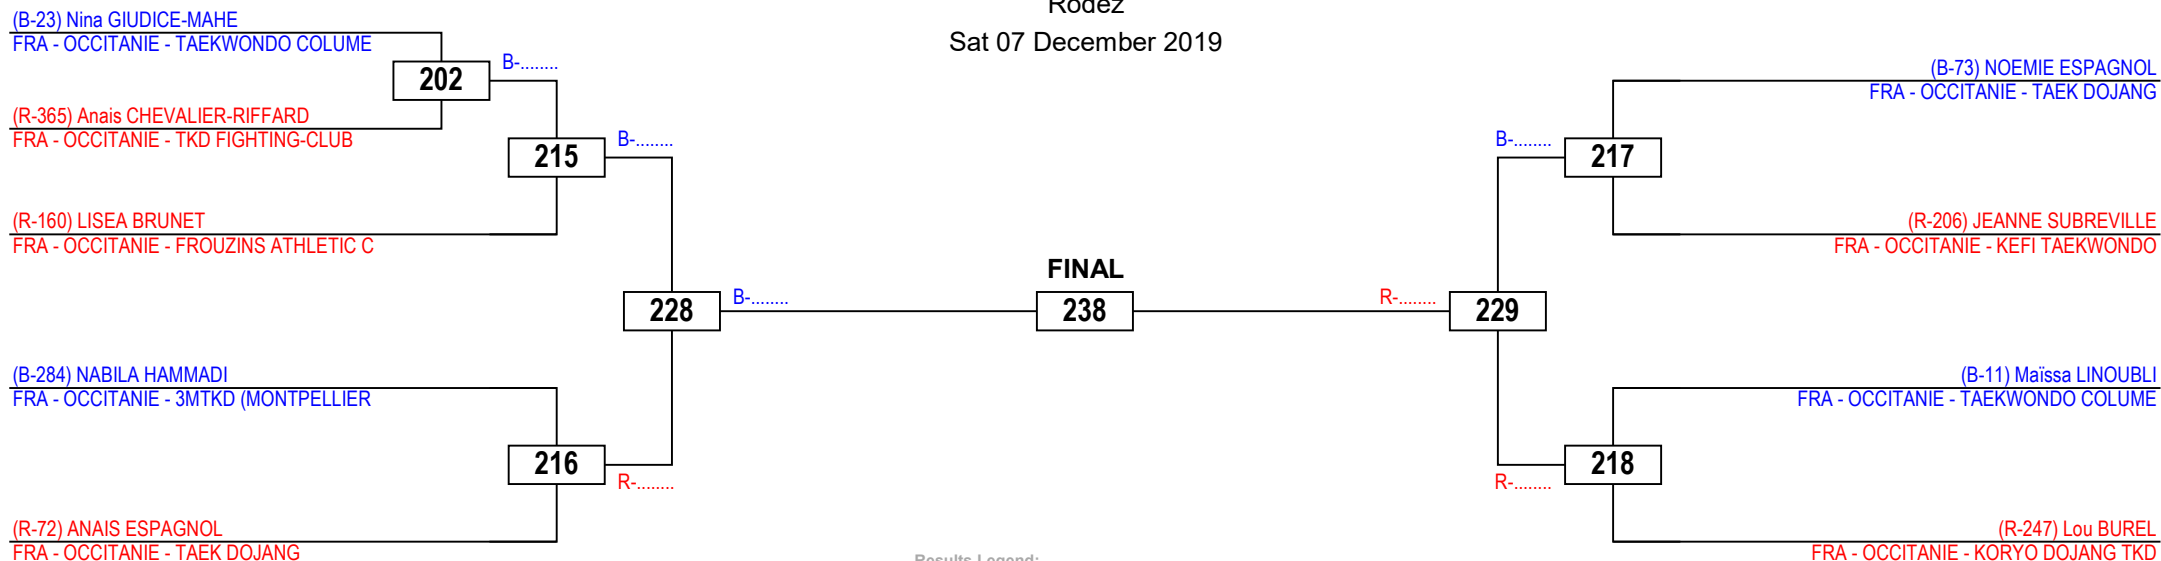 Rodez
Sat 07 December 2019
(B-23) Nina GIUDICE-MAHE
FRA - OCCITANIE - TAEKWONDO COLUME
202
B-........
(R-365) Anais CHEVALIER-RIFFARD
FRA - OCCITANIE - TKD FIGHTING-CLUB
215
B-........
(R-160) LISEA BRUNET
FRA - OCCITANIE - FROUZINS ATHLETIC C
228
B-........
(B-284) NABILA HAMMADI
FRA - OCCITANIE - 3MTKD (MONTPELLIER
216
R-........
(R-72) ANAIS ESPAGNOL
FRA - OCCITANIE - TAEK DOJANG
FINAL
238
(B-73) NOEMIE ESPAGNOL
FRA - OCCITANIE - TAEK DOJANG
B-........
217
(R-206) JEANNE SUBREVILLE
FRA - OCCITANIE - KEFI TAEKWONDO
R-........
229
(B-11) Maïssa LINOUBLI
FRA - OCCITANIE - TAEKWONDO COLUME
218
R-........
(R-247) Lou BUREL
FRA - OCCITANIE - KORYO DOJANG TKD
Results Legend: